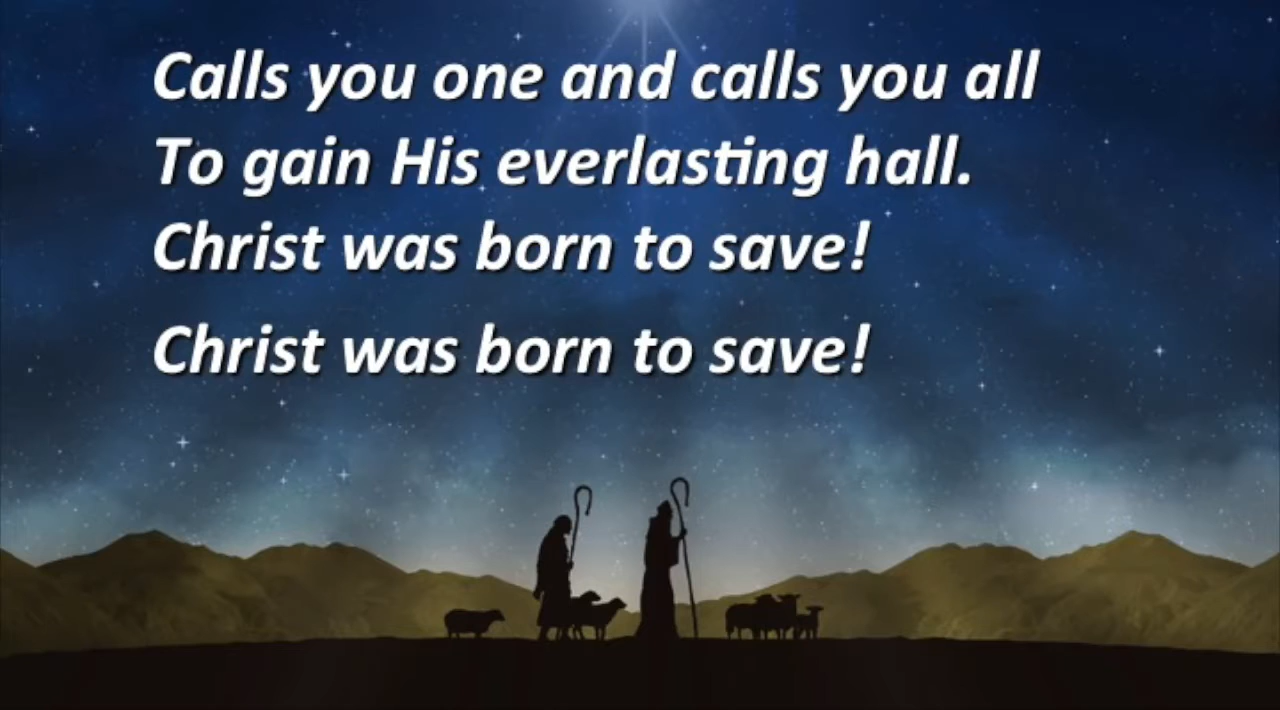 Calls you one and calls you all
To gain His everlasting hall.
Christ was born to save!
Christ was born to save!